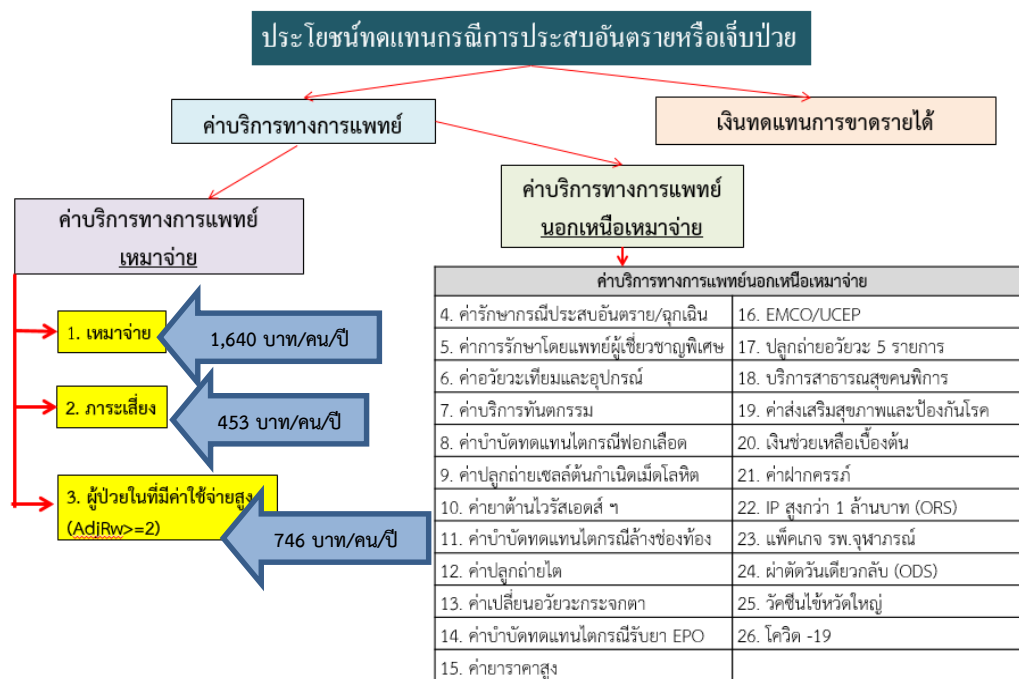 ประโยชน์ทดแทนกรณีการประสบอันตรายหรือเจ็บป่วย
ค่าบริการทางการแพทย์
เงินทดแทนการขาดรายได้
ค่าบริการทางการแพทย์
เหมาจ่าย
ค่าบริการทางการแพทย์
นอกเหนือเหมาจ่าย
1. เหมาจ่าย
1,640 บาท/คน/ปี
2. ภาระเสี่ยง
453 บาท/คน/ปี
3. ผู้ป่วยในที่มีค่าใช้จ่ายสูง
(AdjRw>=2)
746 บาท/คน/ปี
ค่าบริการทางการแพทย์นอกเหนือเหมาจ่าย
4. ค่ารักษากรณีประสบอันตราย/ฉุกเฉิน
16. EMCO/UCEP
5. ค่าการรักษาโดยแพทย์ผู้เชี่ยวชาญพิเศษ
17. ปลูกถ่ายอวัยวะ 5 รายการ
6. ค่าอวัยวะเทียมและอุปกรณ์
18. บริการสาธารณสุขคนพิการ
7. ค่าบริการทันตกรรม
19. ค่าส่งเสริมสุขภาพและป้องกันโรค
8. ค่าบำบัดทดแทนไตกรณีฟอกเลือด
20. เงินช่วยเหลือเบื้องต้น
9. ค่าปลูกถ่ายเซลล์ต้นกำเนิดเม็ดโลหิต
21. ค่าฝากครรภ์
10. ค่ายาต้านไวรัสเอดส์ ฯ
22. IP สูงกว่า 1 ล้านบาท (ORS)
11. ค่าบำบัดทดแทนไตกรณีล้างช่องท้อง
23. แพ็คเกจ รพ.จุฬาภรณ์
12. ค่าปลูกถ่ายไต
24. ผ่าตัดวันเดียวกลับ (ODS)
13. ค่าเปลี่ยนอวัยวะกระจกตา
25. วัคซีนไข้หวัดใหญ่
14. ค่าบำบัดทดแทนไตกรณีรับยา EPO
26. โควิด -19
15. ค่ายาราคาสูง